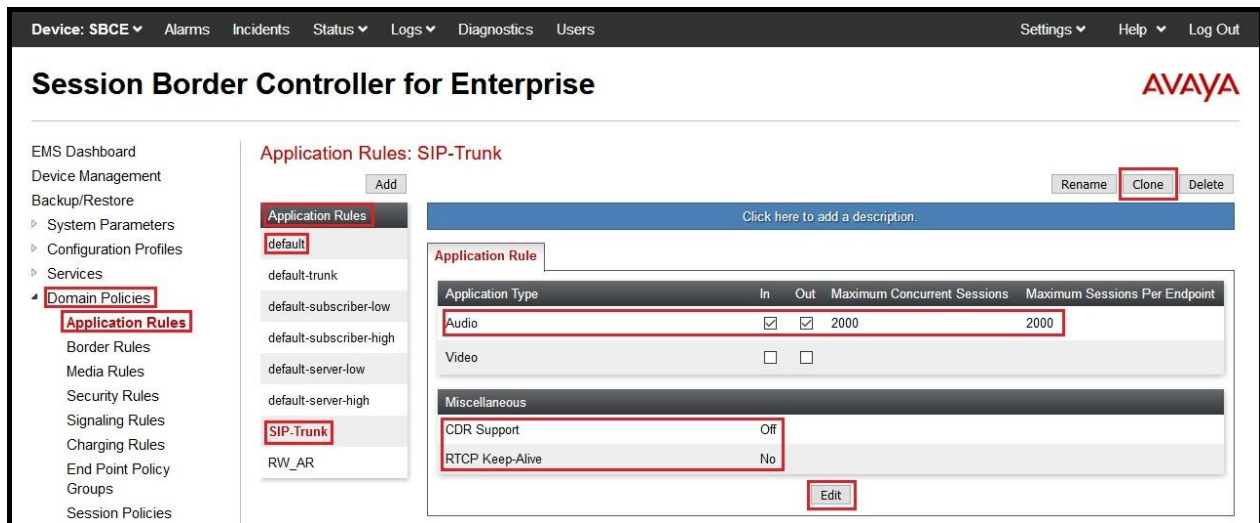 Device: SBCE Alarms Incidents Status Logs Diagnostics Users Settings Help Log Out
Session Border Controller for Enterprise
AVAYA
EMS Dashboard
Device Management
Backup/Restore
System Parameters
Configuration Profiles
Services
Domain Policies
Application Rules
Border Rules
Media Rules
Security Rules
Signaling Rules
Charging Rules
End Point Policy
Groups
Session Policies
Application Rules: SIP-Trunk
Add
Rename Clone Delete
Application Rules
default
default-trunk
default-subscriber-low
default-subscriber-high
default-server-low
default-server-high
SIP-Trunk
RW_AR
Click here to add a description.
Application Rule
Application Type In Out Maximum Concurrent Sessions Maximum Sessions Per Endpoint
Audio 2000 2000
Video
Miscellaneous
CDR Support Off
RTCP Keep-Alive No
Edit